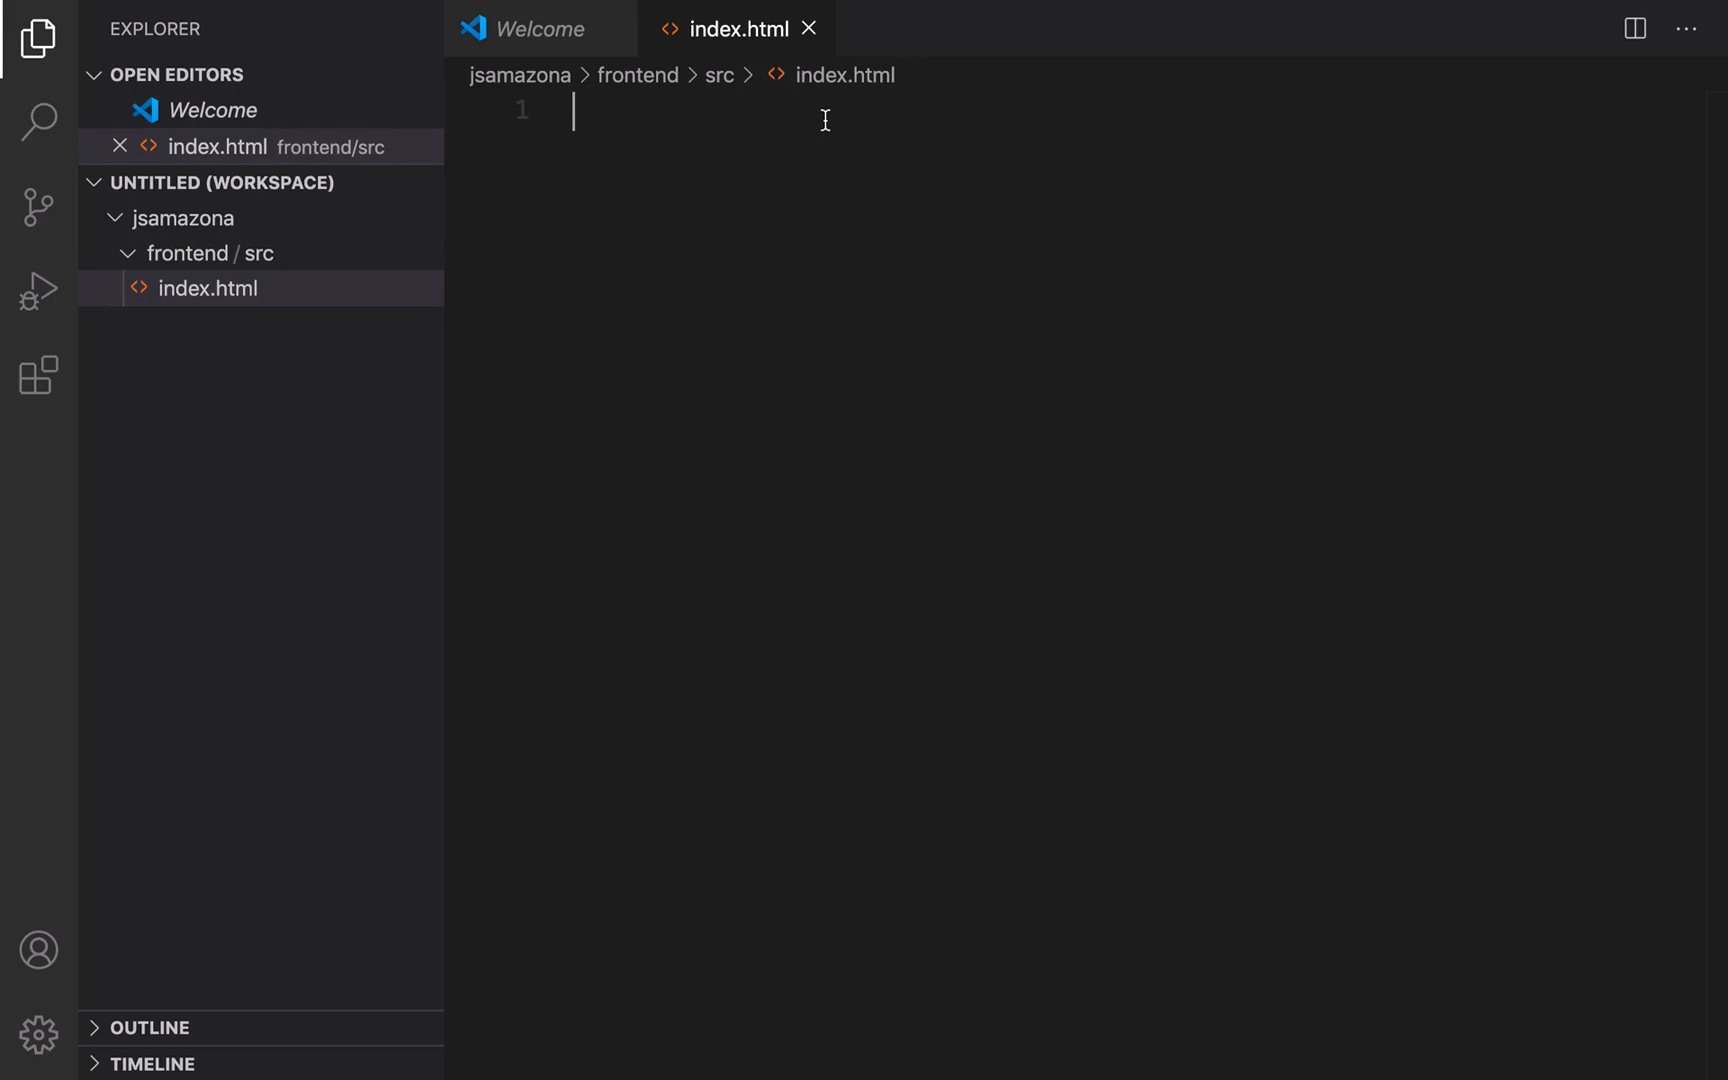 EXPLORER
OPEN EDITORS
Welcome
index.html frontend/src
UNTITLED (WORKSPACE)
jsamazona
frontend / src
index.html
OUTLINE
TIMELINE
Welcome
index.html
jsamazona > frontend > src > index.html
1